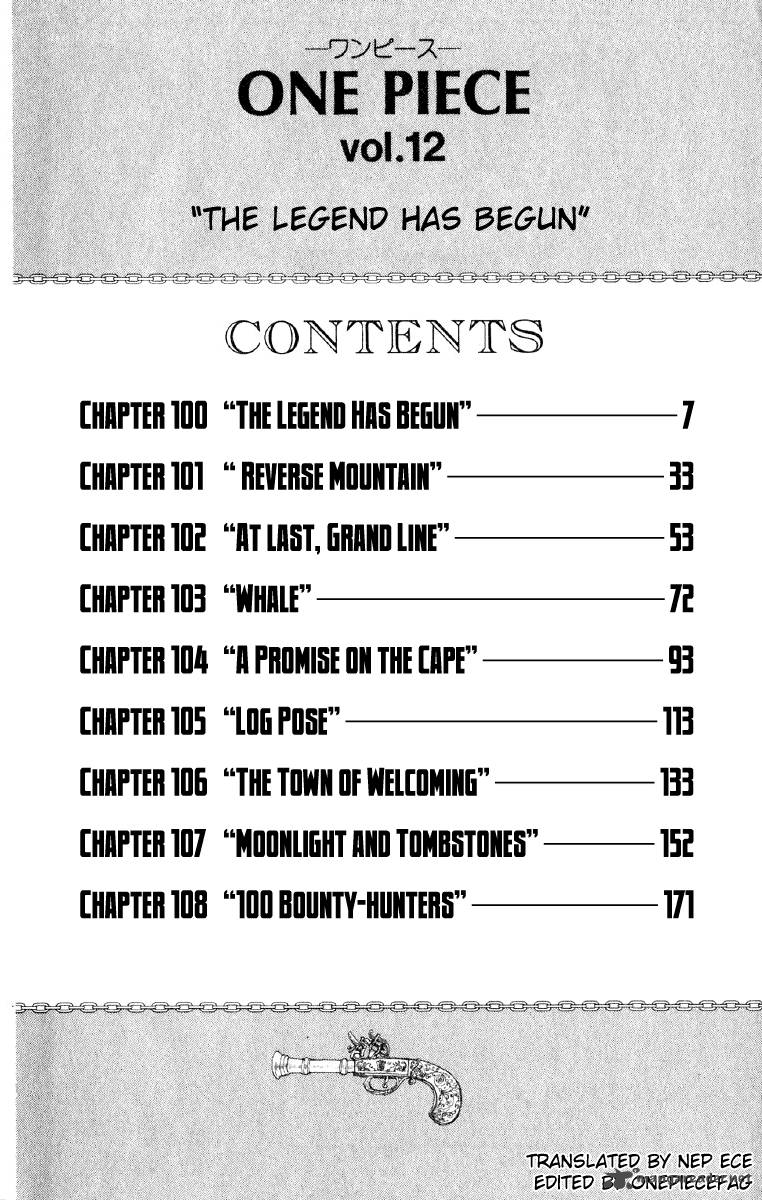 —ワンピース—
ONE PIECE
vol.12
"THE LEGEND HAS BEGUN"
CONTENTS
CHAPTER 100 “THE LEGEND HAS BEGUN” 7
CHAPTER 101 “ REVERSE MOUNTAIN” 33
CHAPTER 102 “AT LAST, GRAND LINE” 53
CHAPTER 103 “WHALE” 72
CHAPTER 104 “A PROMISE ON THE CAPE” 93
CHAPTER 105 “LOG POSE” 113
CHAPTER 106 “THE TOWN OF WELCOMING” 133
CHAPTER 107 “MOONLIGHT AND TOMBSTONES” 152
CHAPTER 108 “100 BOUNTY-HUNTERS” 171
TRANSLATED BY NEP ECE
EDITED BY ONEPIECEFAG